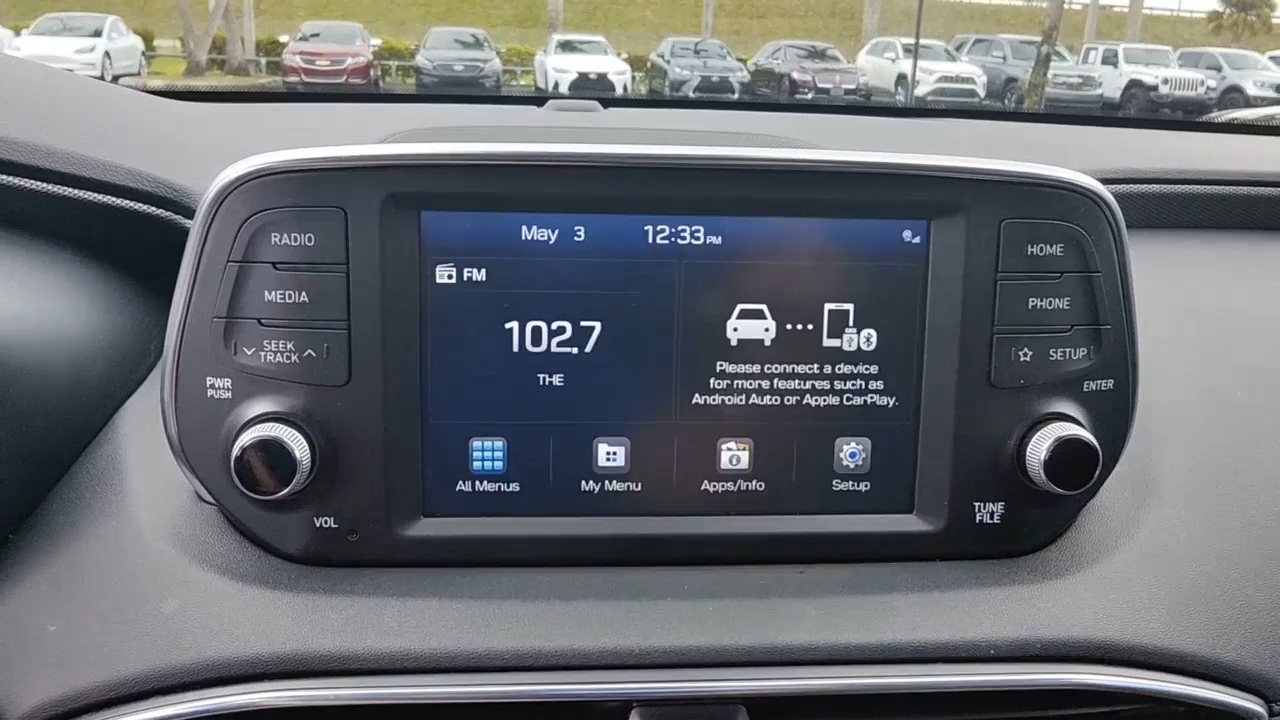 RADIO
MEDIA
SEEK
TRACK
PWR
PUSH
VOL
May 3 12:33PM
FM
102.7
THE
Please connect a device
for more features such as
Android Auto or Apple CarPlay.
All Menus
My Menu
Apps/Info
Setup
HOME
PHONE
SETUP
ENTER
TUNE
FILE